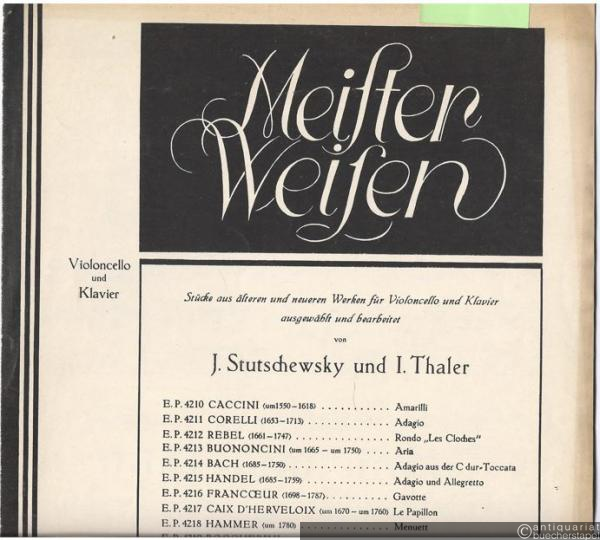 Meister
Weisen
Violoncello
und
Klavier
Stücke aus älteren und neueren Werken für Violoncello und Klavier
ausgewählt und bearbeitet
von
J. Stutschewsky und I. Thaler
E. P. 4210 CACCINI (um 1550 – 1618) . . . . . . . . . . . Amarilli
E. P. 4211 CORELLI (1653 – 1713) . . . . . . . . . . . . Adagio
E. P. 4212 REBEL (1661 – 1747) . . . . . . . . . . . . . Rondo „Les Cloches“
E. P. 4213 BUONONCINI (um 1665 – um 1750) . . . . . Aria
E. P. 4214 BACH (1685 – 1750) . . . . . . . . . . . . . Adagio aus der C dur-Toccata
E. P. 4215 HÄNDEL (1685 – 1759) . . . . . . . . . . . . Adagio und Allegretto
E. P. 4216 FRANCŒUR (1698 – 1787) . . . . . . . . . . Gavotte
E. P. 4217 CAIX D'HERVELOIX (um 1670 – um 1760) Le Papillon
E. P. 4218 HAMMER (um 1780) . . . . . . . . . . . . . Menuett
antiquariat
buecherstapel